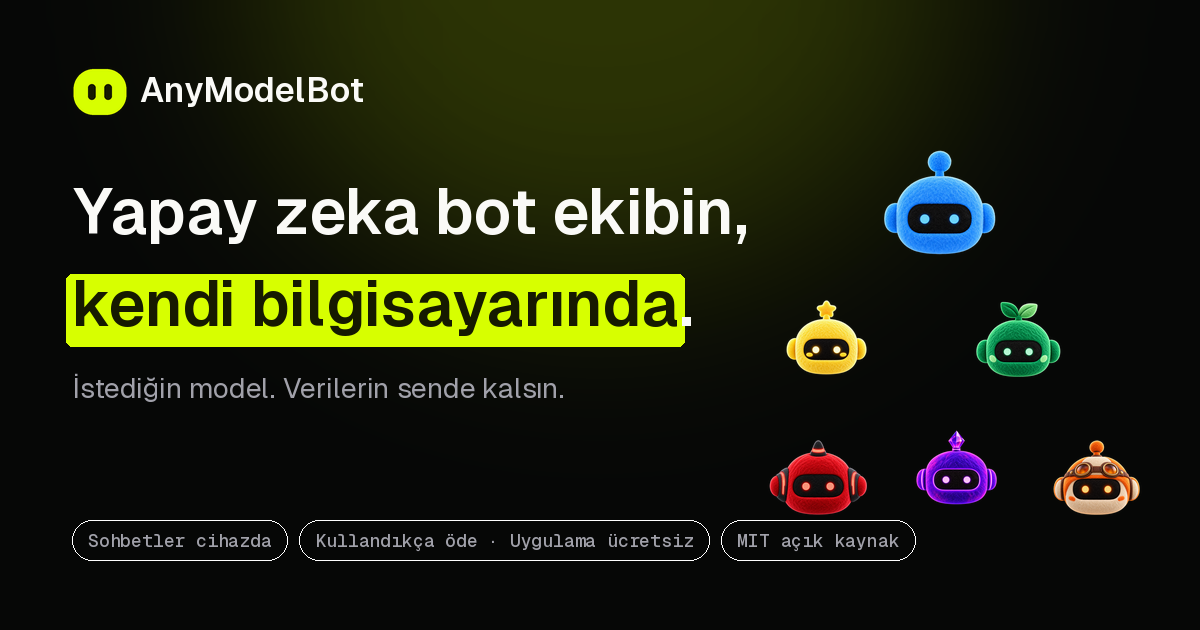 AnyModelBot
Yapay zeka bot ekibin,
kendi bilgisayarında.
İstediğin model. Verilerin sende kalsın.
Sohbetler cihazda
Kullandıkça öde · Uygulama ücretsiz
MIT açık kaynak